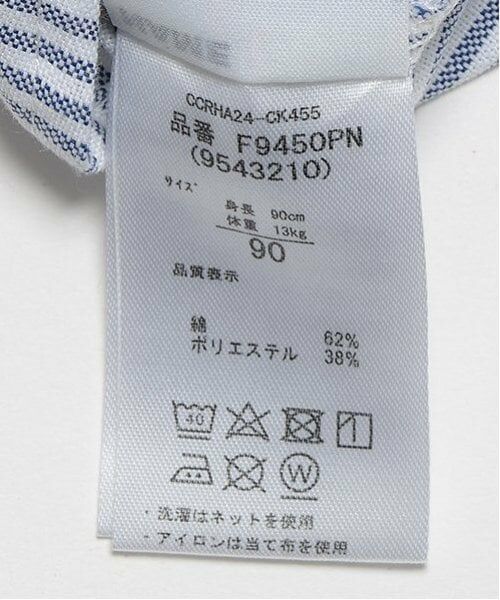 CCRHA24-CK455
品番 F9450PN
(9543210)
サイズ
身長 90cm
体重 13kg
90
品質表示
綿 62%
ポリエステル 38%
40
W
・洗濯はネットを使用
・アイロンは当て布を使用